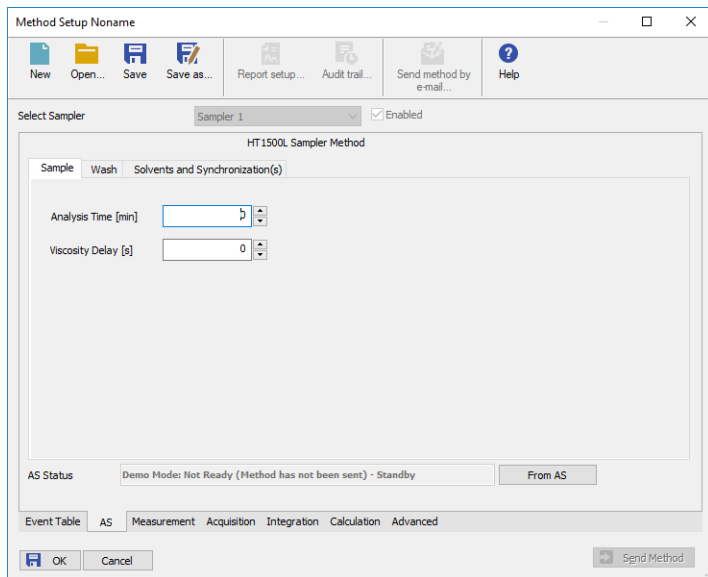 Method Setup Noname
New Open... Save Save as... Report setup... Audit trail... Send method by e-mail... Help
Select Sampler Sampler 1 Enabled
HT1500L Sampler Method
Sample Wash Solvents and Synchronization(s)
Analysis Time [min]
Viscosity Delay [s] 0
AS Status Demo Mode: Not Ready (Method has not been sent) - Standby From AS
Event Table AS Measurement Acquisition Integration Calculation Advanced
OK Cancel Send Method